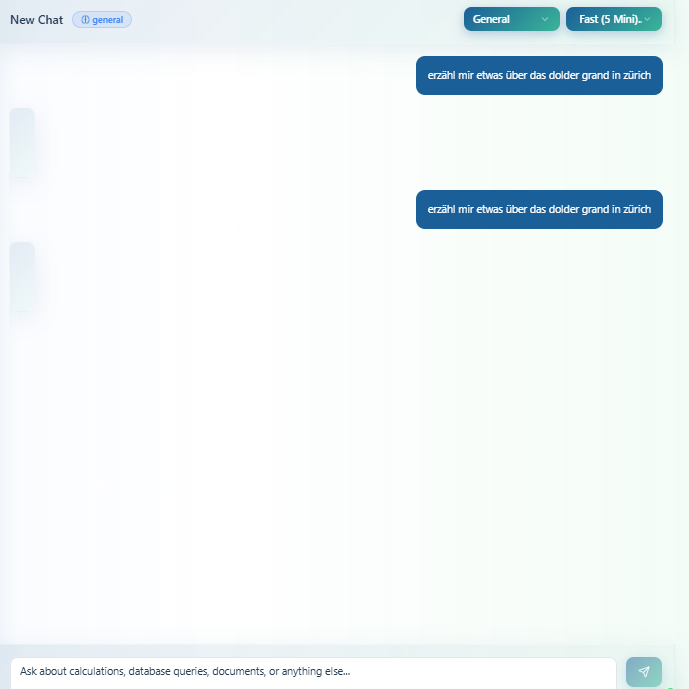 New Chat
general
General
Fast (5 Mini)..
erzähl mir etwas über das dolder grand in zürich
erzähl mir etwas über das dolder grand in zürich
Ask about calculations, database queries, documents, or anything else...